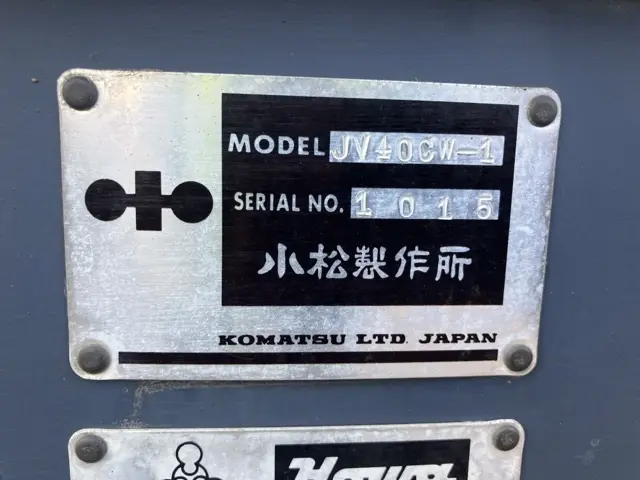 MODEL JV40CW-1
SERIAL NO. 1015
小松製作所
KOMATSU LTD. JAPAN